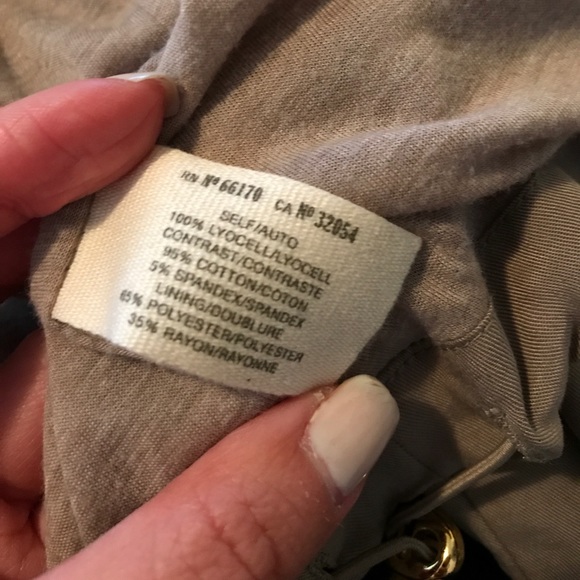 RN Nº 66170 CA Nº 32054
SELF/AUTO
100% LYOCELL/LYOCELL
CONTRAST/CONTRASTE
95% COTTON/COTON
5% SPANDEX/SPANDEX
LINING/DOUBLURE
65% POLYESTER/POLYESTER
35% RAYON/RAYONNE